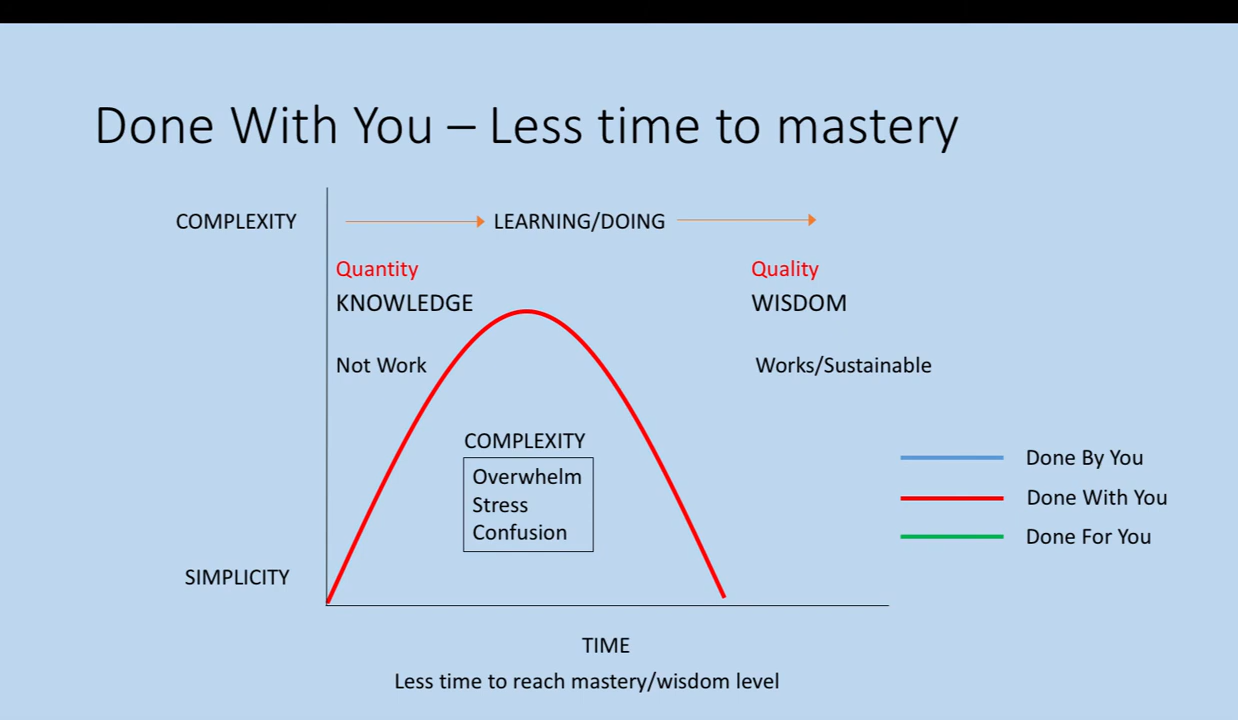 Done With You – Less time to mastery
COMPLEXITY
LEARNING/DOING
Quantity
Quality
KNOWLEDGE
WISDOM
Not Work
Works/Sustainable
COMPLEXITY
Overwhelm
Stress
Confusion
Done By You
Done With You
Done For You
SIMPLICITY
TIME
Less time to reach mastery/wisdom level